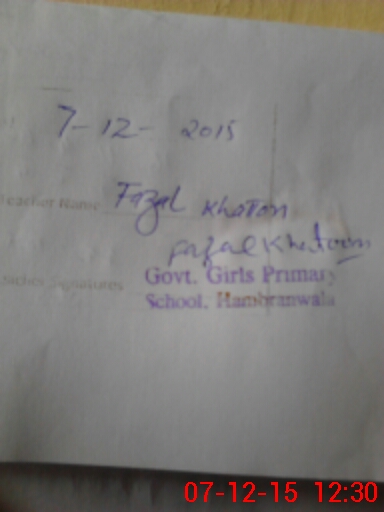 7-12-2015
Teacher Name Fazal Khaton
Fazal Khatoon
Teacher Signatures
Govt. Girls Primary
School, Hambranwala
07-12-15 12:30